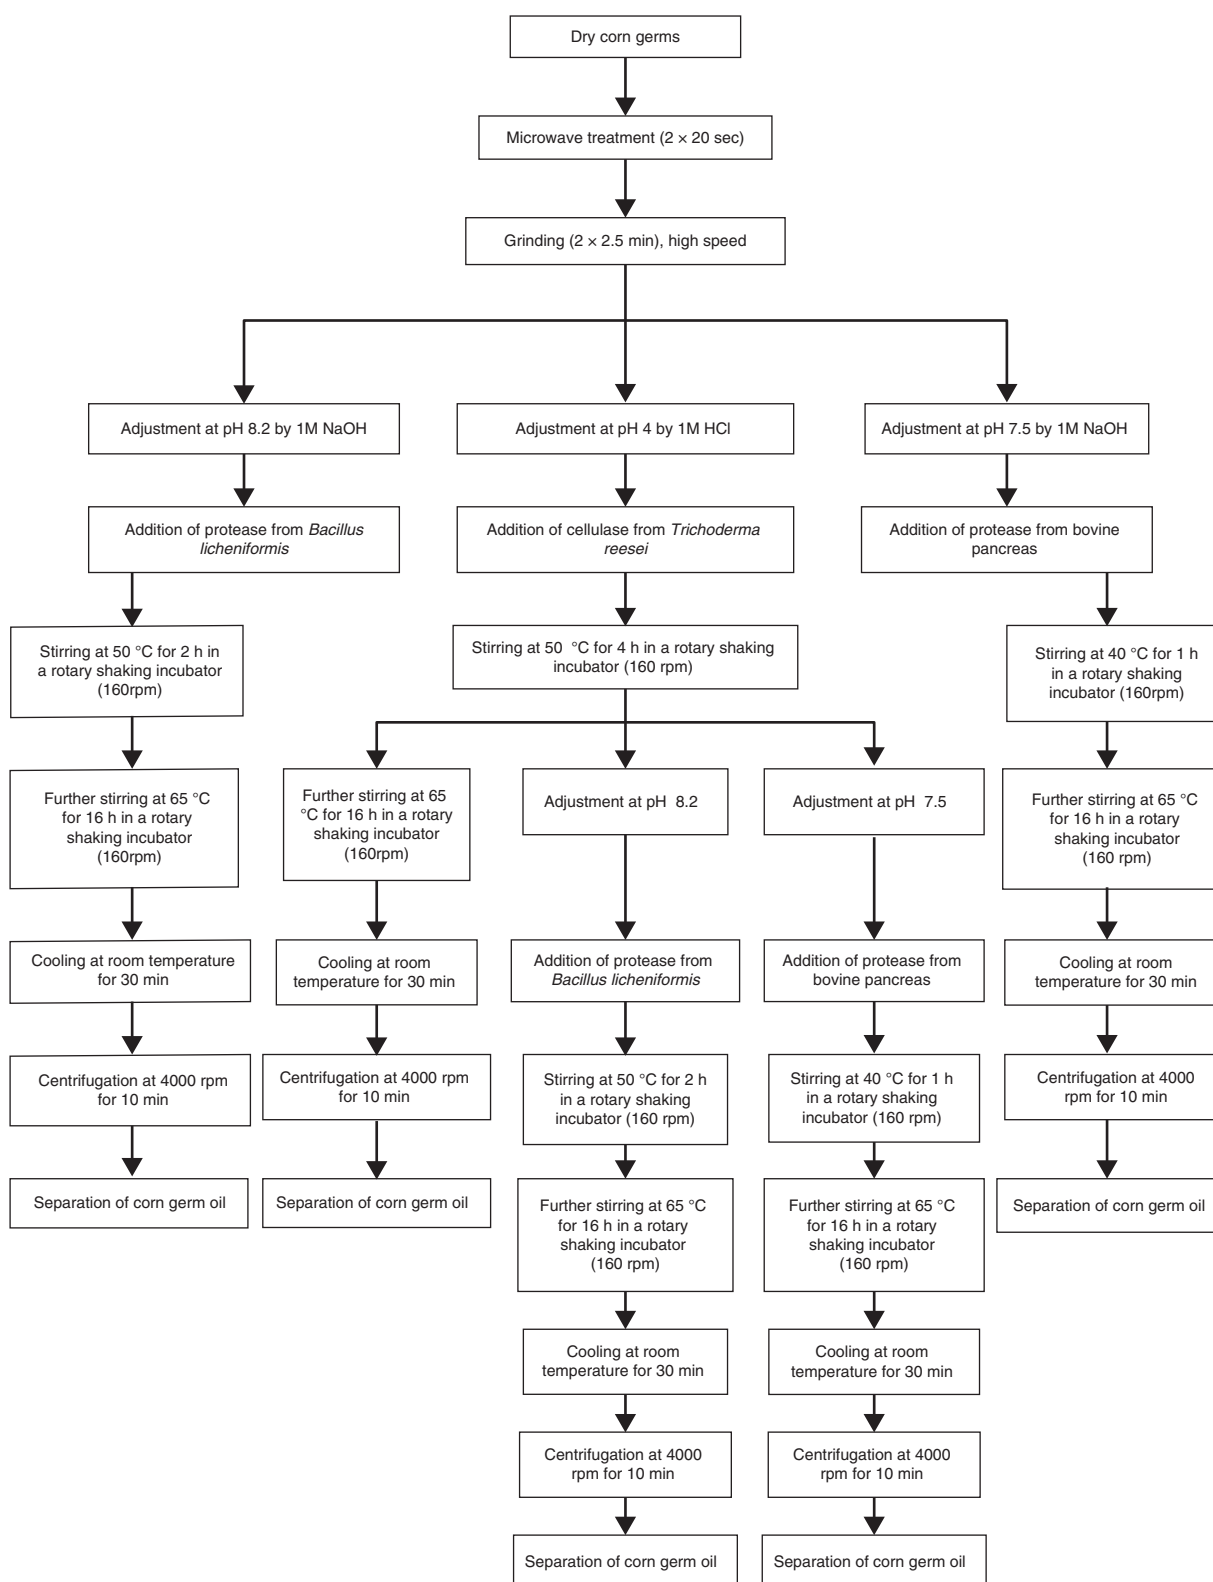 Dry corn germs
Microwave treatment (2 × 20 sec)
Grinding (2 × 2.5 min), high speed
Adjustment at pH 8.2 by 1M NaOH
Adjustment at pH 4 by 1M HCl
Adjustment at pH 7.5 by 1M NaOH
Addition of protease from Bacillus
licheniformis
Addition of cellulase from Trichoderma
reesei
Addition of protease from bovine
pancreas
Stirring at 50 °C for 2 h in
a rotary shaking incubator
(160rpm)
Stirring at 50 °C for 4 h in a rotary shaking
incubator (160 rpm)
Stirring at 40 °C for 1 h
in a rotary shaking
incubator (160rpm)
Further stirring at 65 °C
for 16 h in a rotary
shaking incubator
(160rpm)
Further stirring at 65
°C for 16 h in a rotary
shaking incubator
(160rpm)
Adjustment at pH 8.2
Adjustment at pH 7.5
Further stirring at 65 °C
for 16 h in a rotary
shaking incubator
(160 rpm)
Cooling at room temperature
for 30 min
Cooling at room
temperature for 30 min
Addition of protease from
Bacillus licheniformis
Addition of protease from
bovine pancreas
Cooling at room
temperature for 30 min
Centrifugation at 4000 rpm
for 10 min
Centrifugation at 4000 rpm
for 10 min
Stirring at 50 °C for 2 h
in a rotary shaking
incubator (160 rpm)
Stirring at 40 °C for 1 h
in a rotary shaking
incubator (160 rpm)
Centrifugation at 4000
rpm for 10 min
Separation of corn germ oil
Separation of corn germ oil
Further stirring at 65 °C
for 16 h in a rotary
shaking incubator
(160 rpm)
Further stirring at 65 °C
for 16 h in a rotary
shaking incubator
(160 rpm)
Separation of corn germ oil
Cooling at room
temperature for 30 min
Cooling at room
temperature for 30 min
Centrifugation at 4000
rpm for 10 min
Centrifugation at 4000
rpm for 10 min
Separation of corn germ oil
Separation of corn germ oil